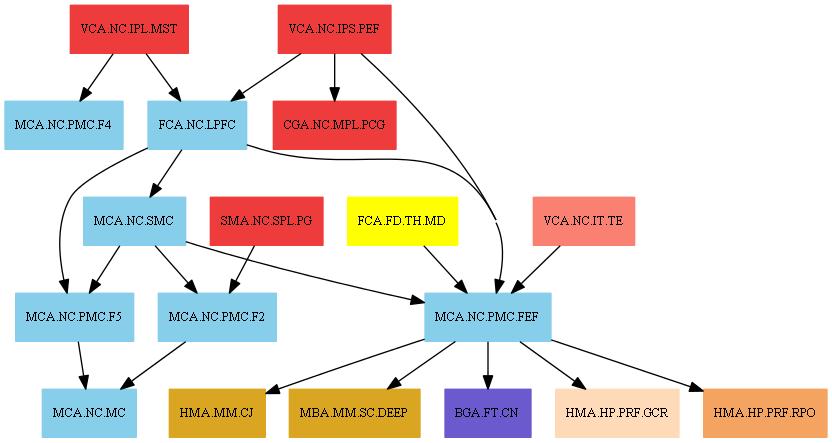 VCA.NC.IPL.MST
VCA.NC.IPS.PEF
MCA.NC.PMC.F4
FCA.NC.LPFC
CGA.NC.MPL.PCG
MCA.NC.SMC
SMA.NC.SPL.PG
FCA.FD.TH.MD
VCA.NC.IT.TE
MCA.NC.PMC.F5
MCA.NC.PMC.F2
MCA.NC.PMC.FEF
MCA.NC.MC
HMA.MM.CJ
MBA.MM.SC.DEEP
BGA.FT.CN
HMA.HP.PRF.GCR
HMA.HP.PRF.RPO